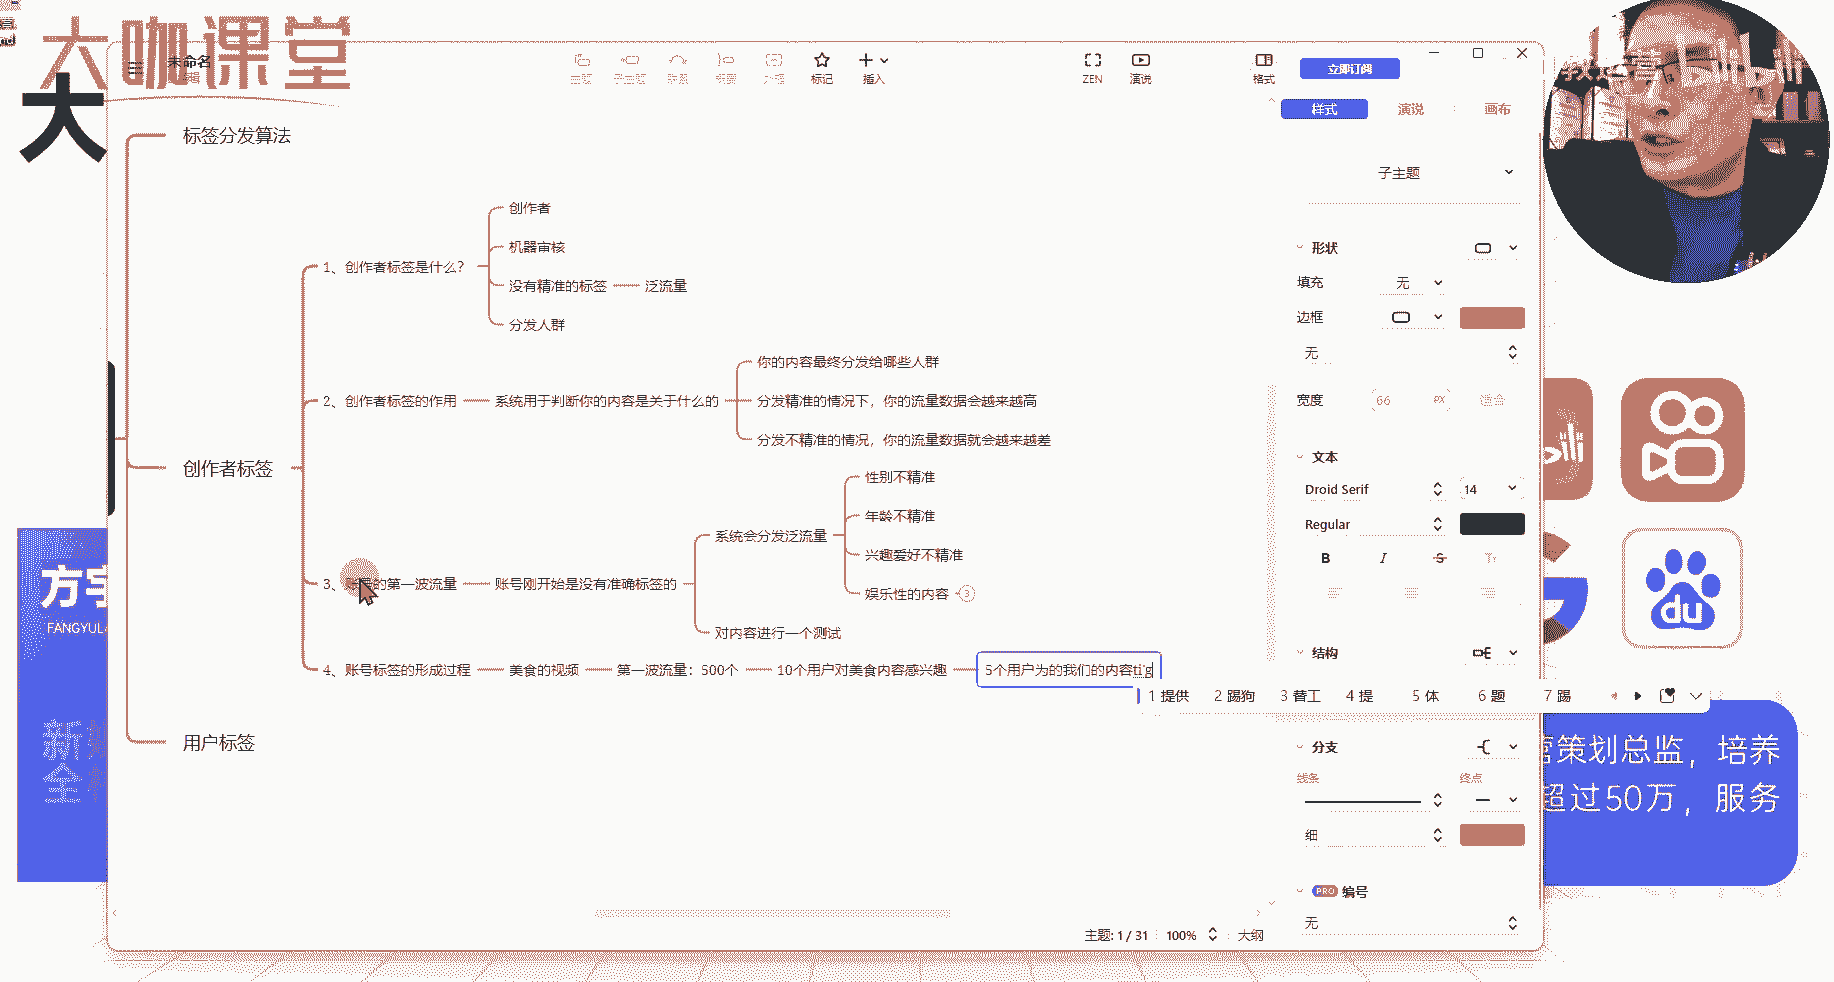 大咖课堂
大
未命名
标记
插入
ZEN
演说
格式
立即订阅
样式
演说
画布
子主题
标签分发算法
创作者
机器审核
1、创作者标签是什么?
没有精准的标签
泛流量
分发人群
你的内容最终分发给哪些人群
2、创作者标签的作用
系统用于判断你的内容是关于什么的
分发精准的情况下，你的流量数据会越来越高
分发不精准的情况，你的流量数据就会越来越差
创作者标签
性别不精准
年龄不精准
系统会分发泛流量
兴趣爱好不精准
3、账号的第一波流量
账号刚开始是没有准确标签的
娱乐性的内容
3
对内容进行一个测试
4、账号标签的形成过程
美食的视频
第一波流量：500个
10个用户对美食内容感兴趣
5个用户为的我们的内容ti'g
1 提供
2 踢狗
3 替工
4 提
5 体
6 题
7 踢
用户标签
形状
填充
无
边框
无
宽度
66
PX
适合
文本
Droid Serif
14
Regular
B
I
S
结构
分支
线条
终点
细
PRO 编号
无
主题: 1 / 31
100%
大纲
FANGYUL
du
营策划总监，培养
超过50万，服务
新
全